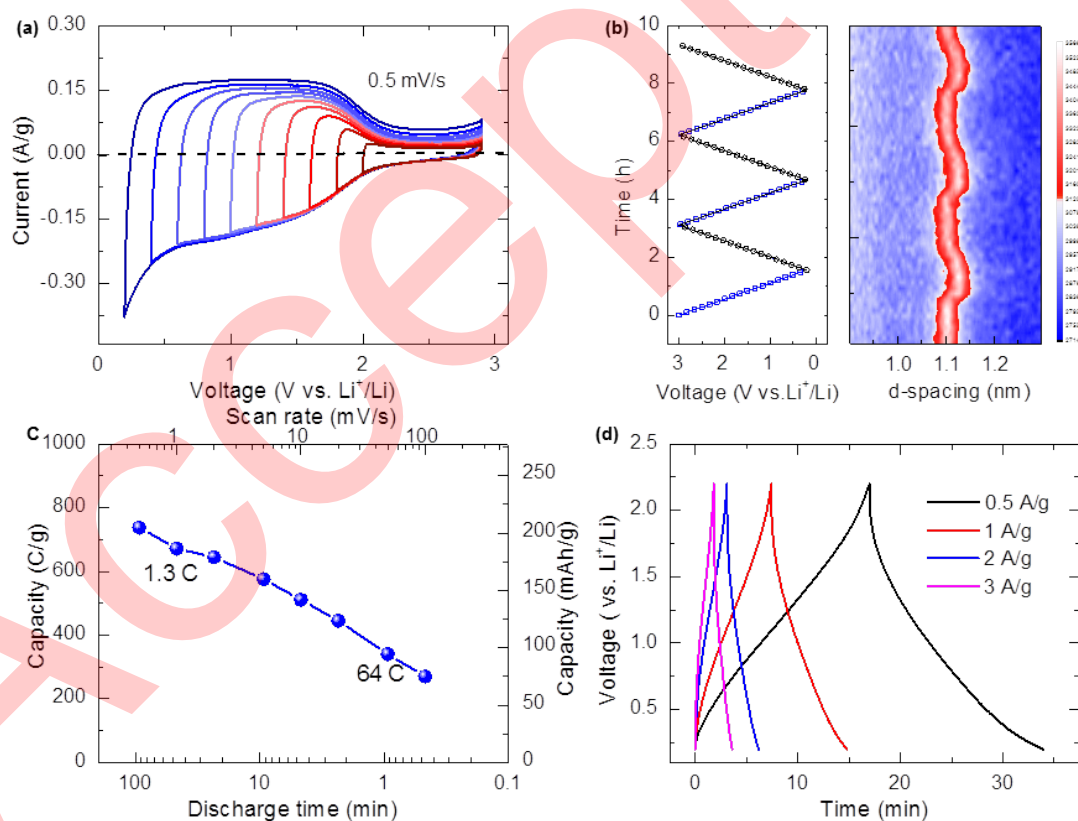 (a)
0.30
0.15
0.00
-0.15
-0.30
Current (A/g)
0.5 mV/s
0 1 2 3
Voltage (V vs. Li⁺/Li)
(b)
10
8
6
4
2
0
Time (h)
3 2 1 0
Voltage (V vs.Li⁺/Li)
1.0 1.1 1.2
d-spacing (nm)
C
Scan rate (mV/s)
1 10 100
1000
800
600
400
200
0
Capacity (C/g)
1.3 C
64 C
250
200
150
100
50
0
Capacity (mAh/g)
100 10 1 0.1
Discharge time (min)
(d)
2.5
2.0
1.5
1.0
0.5
Voltage ( vs. Li⁺/Li)
0.5 A/g
1 A/g
2 A/g
3 A/g
0 10 20 30
Time (min)
Accept